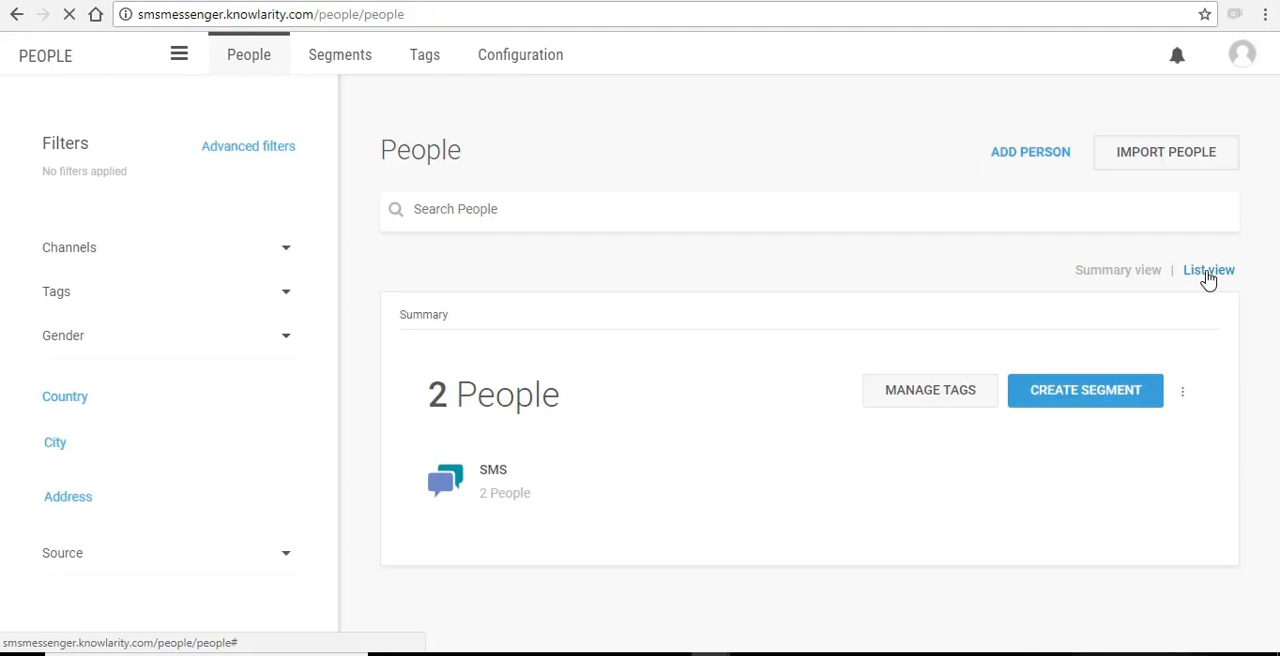 smsmessenger.knowlarity.com/people/people
PEOPLE
People
Segments
Tags
Configuration
Filters
Advanced filters
No filters applied
Channels
Tags
Gender
Country
City
Address
Source
People
ADD PERSON
IMPORT PEOPLE
Search People
Summary view | List view
Summary
2 People
MANAGE TAGS
CREATE SEGMENT
SMS
2 People
smsmessenger.knowlarity.com/people/people#